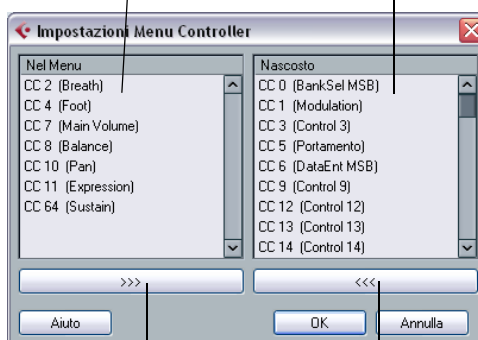 Impostazioni Menu Controller
Nel Menu
CC 2 (Breath)
CC 4 (Foot)
CC 7 (Main Volume)
CC 8 (Balance)
CC 10 (Pan)
CC 11 (Expression)
CC 64 (Sustain)
Nascosto
CC 0 (BankSel MSB)
CC 1 (Modulation)
CC 3 (Control 3)
CC 5 (Portamento)
CC 6 (DataEnt MSB)
CC 9 (Control 9)
CC 12 (Control 12)
CC 13 (Control 13)
CC 14 (Control 14)
>>>
<<<
Aiuto
OK
Annulla